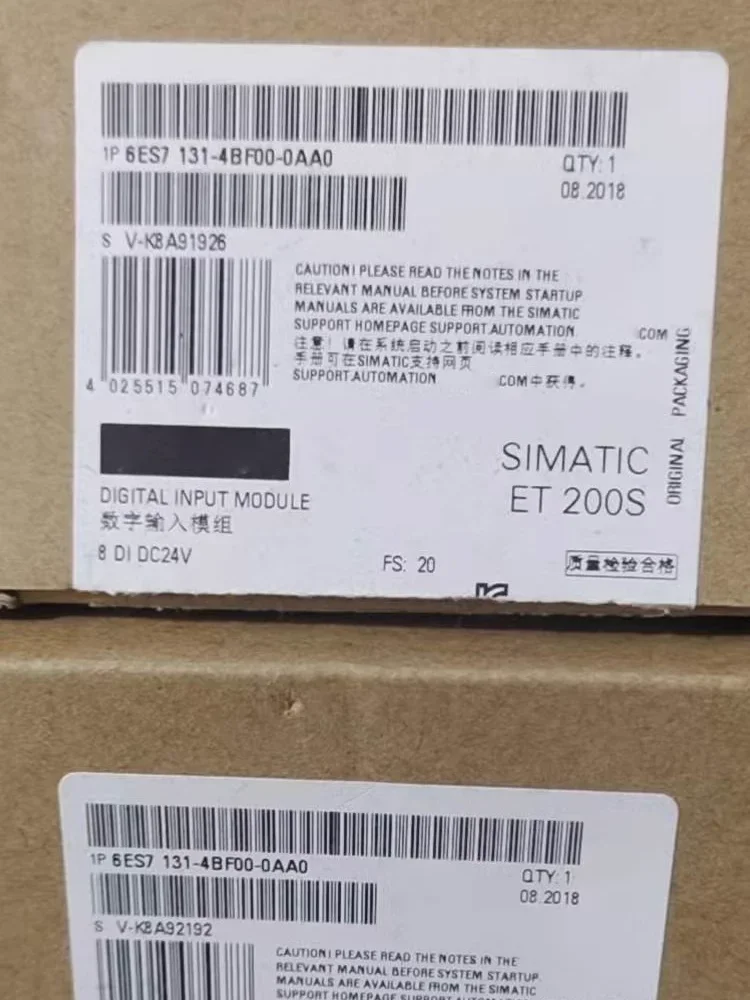 1P 6ES7 131-4BF00-0AA0
QTY: 1
08.2018
S V-K8A91926
CAUTION! PLEASE READ THE NOTES IN THE
RELEVANT MANUAL BEFORE SYSTEM STARTUP
MANUALS ARE AVAILABLE FROM THE SIMATIC
SUPPORT HOMEPAGE SUPPORT AUTOMATION COM
注意!请在系统启动之前阅读相应手册中的注释。
手册可在SIMATIC支持网页
SUPPORT AUTOMATION COM中获得。
4 025515 074687
ORIGINAL PACKAGING
SIMATIC
ET 200S
DIGITAL INPUT MODULE
数字输入模组
8 DI DC24V
FS: 20
质量检验合格
1P 6ES7 131-4BF00-0AA0
QTY: 1
08.2018
S V-K8A92192
CAUTION! PLEASE READ THE NOTES IN THE
RELEVANT MANUAL BEFORE SYSTEM STARTUP.
MANUALS ARE AVAILABLE FROM THE SIMATIC
SUPPORT HOMEPAGE SUPPORT